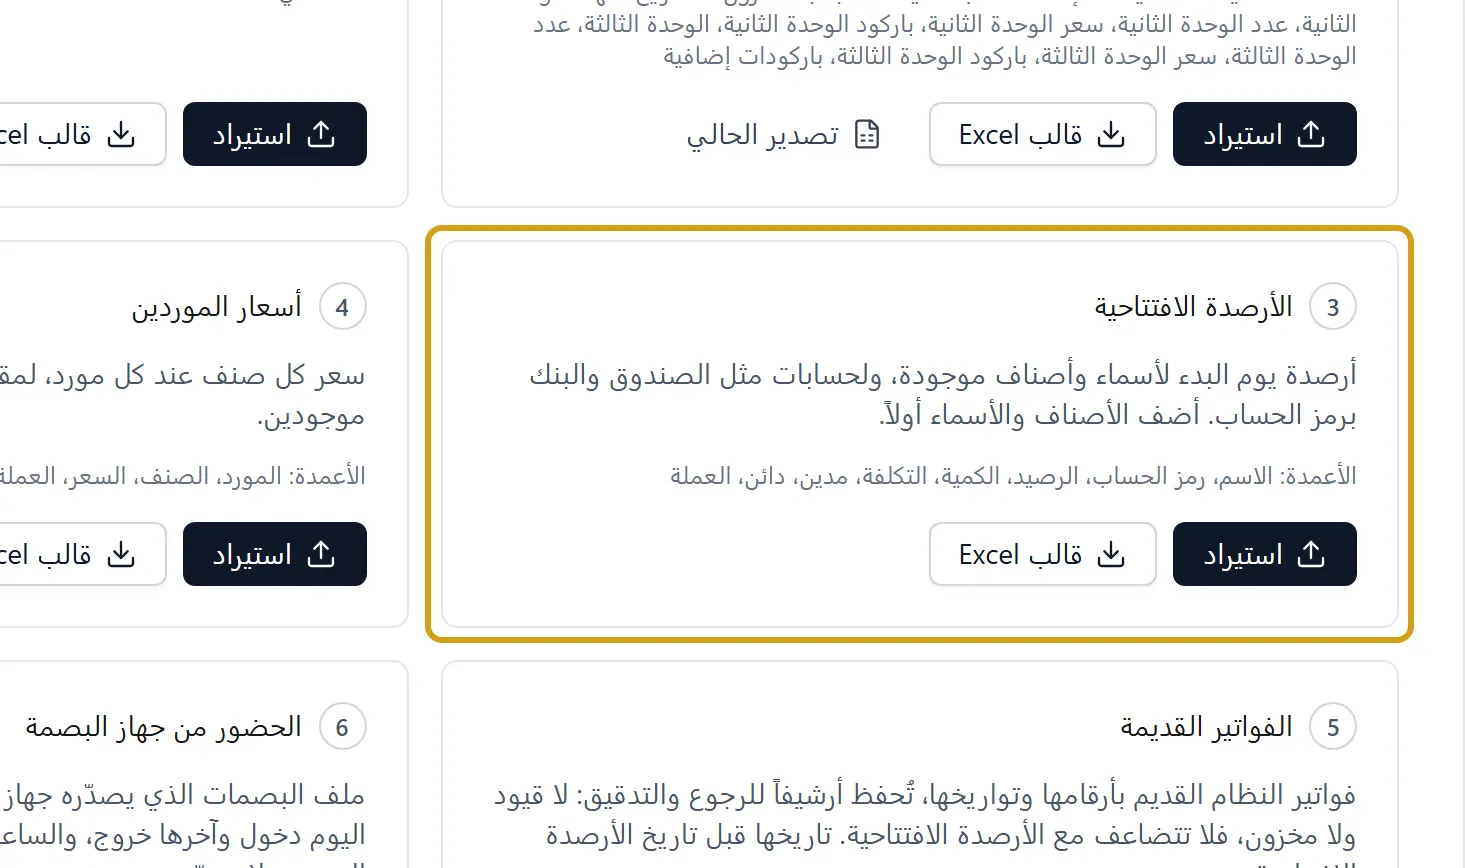 الثانية، عدد الوحدة الثانية، سعر الوحدة الثانية، باركود الوحدة الثانية، الوحدة الثالثة، عدد
الوحدة الثالثة، سعر الوحدة الثالثة، باركود الوحدة الثالثة، باركودات إضافية
استيراد
قالب Excel
تصدير الحالي
استيراد
قالب
3
الأرصدة الافتتاحية
أرصدة يوم البدء لأسماء وأصناف موجودة، ولحسابات مثل الصندوق والبنك
برمز الحساب. أضف الأصناف والأسماء أولاً.
الأعمدة: الاسم، رمز الحساب، الرصيد، الكمية، التكلفة، مدين، دائن، العملة
استيراد
قالب Excel
4
أسعار الموردين
سعر كل صنف عند كل مورد،
موجودين.
الأعمدة: المورد، الصنف، السعر، العملة
استيراد
قالب
5
الفواتير القديمة
فواتير النظام القديم بأرقامها وتواريخها، تُحفظ أرشيفاً للرجوع والتدقيق: لا قيود
ولا مخزون، فلا تتضاعف مع الأرصدة الافتتاحية. تاريخها قبل تاريخ الأرصدة
6
الحضور من جهاز البصمة
ملف البصمات الذي يصدّره جهاز
اليوم دخول وآخرها خروج،